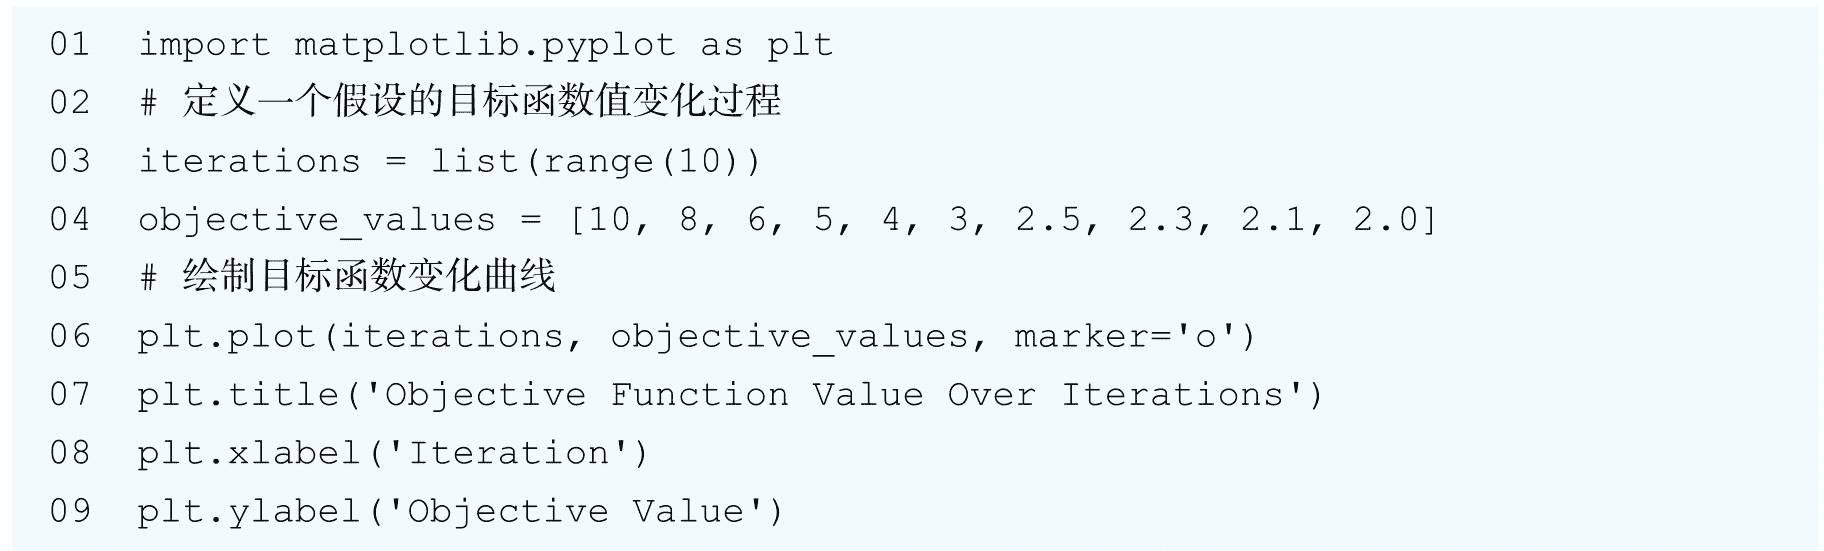 01 import matplotlib.pyplot as plt
02 # 定义一个假设的目标函数值变化过程
03 iterations = list(range(10))
04 objective_values = [10, 8, 6, 5, 4, 3, 2.5, 2.3, 2.1, 2.0]
05 # 绘制目标函数变化曲线
06 plt.plot(iterations, objective_values, marker='o')
07 plt.title('Objective Function Value Over Iterations')
08 plt.xlabel('Iteration')
09 plt.ylabel('Objective Value')